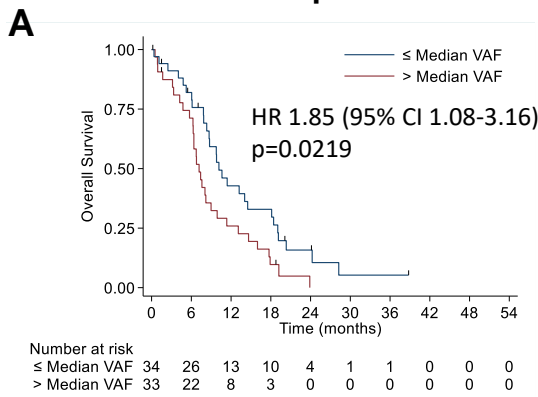 A
1.00
0.75
0.50
0.25
0.00
Overall Survival
≤ Median VAF
> Median VAF
HR 1.85 (95% CI 1.08-3.16)
p=0.0219
0 6 12 18 24 30 36 42 48 54
Time (months)
Number at risk
≤ Median VAF 34 26 13 10 4 1 1 0 0 0
> Median VAF 33 22 8 3 0 0 0 0 0 0